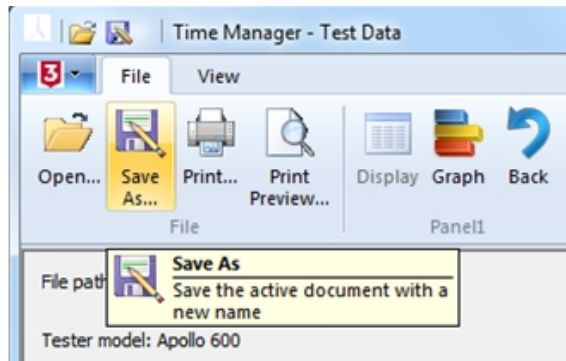 Time Manager - Test Data
3 File View
Open... Save As... Print... Print Preview... Display Graph Back
File Panel1
Save As
Save the active document with a
new name
File path
Tester model: Apollo 600